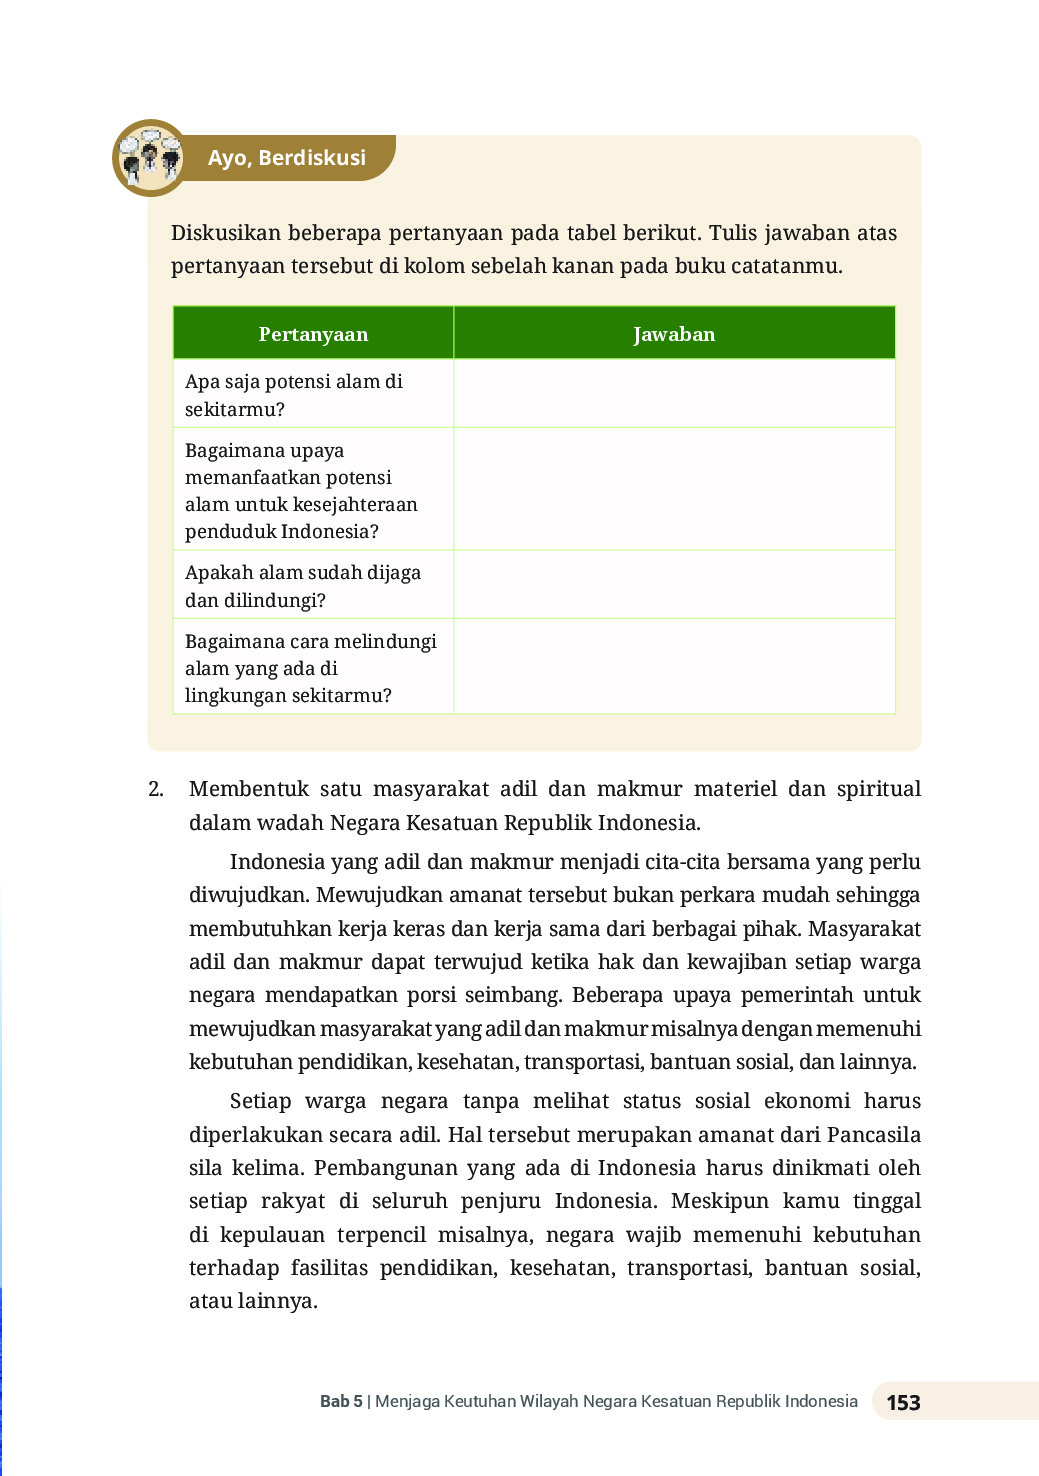 Ayo, Berdiskusi
Diskusikan beberapa pertanyaan pada tabel berikut. Tulis jawaban atas
pertanyaan tersebut di kolom sebelah kanan pada buku catatanmu.
Pertanyaan
Jawaban
Apa saja potensi alam di
sekitarmu?
Bagaimana upaya
memanfaatkan potensi
alam untuk kesejahteraan
penduduk Indonesia?
Apakah alam sudah dijaga
dan dilindungi?
Bagaimana cara melindungi
alam yang ada di
lingkungan sekitarmu?
2. Membentuk satu masyarakat adil dan makmur materiel dan spiritual
dalam wadah Negara Kesatuan Republik Indonesia.
Indonesia yang adil dan makmur menjadi cita-cita bersama yang perlu
diwujudkan. Mewujudkan amanat tersebut bukan perkara mudah sehingga
membutuhkan kerja keras dan kerja sama dari berbagai pihak. Masyarakat
adil dan makmur dapat terwujud ketika hak dan kewajiban setiap warga
negara mendapatkan porsi seimbang. Beberapa upaya pemerintah untuk
mewujudkan masyarakat yang adil dan makmur misalnya dengan memenuhi
kebutuhan pendidikan, kesehatan, transportasi, bantuan sosial, dan lainnya.
Setiap warga negara tanpa melihat status sosial ekonomi harus
diperlakukan secara adil. Hal tersebut merupakan amanat dari Pancasila
sila kelima. Pembangunan yang ada di Indonesia harus dinikmati oleh
setiap rakyat di seluruh penjuru Indonesia. Meskipun kamu tinggal
di kepulauan terpencil misalnya, negara wajib memenuhi kebutuhan
terhadap fasilitas pendidikan, kesehatan, transportasi, bantuan sosial,
atau lainnya.
Bab 5 | Menjaga Keutuhan Wilayah Negara Kesatuan Republik Indonesia 153